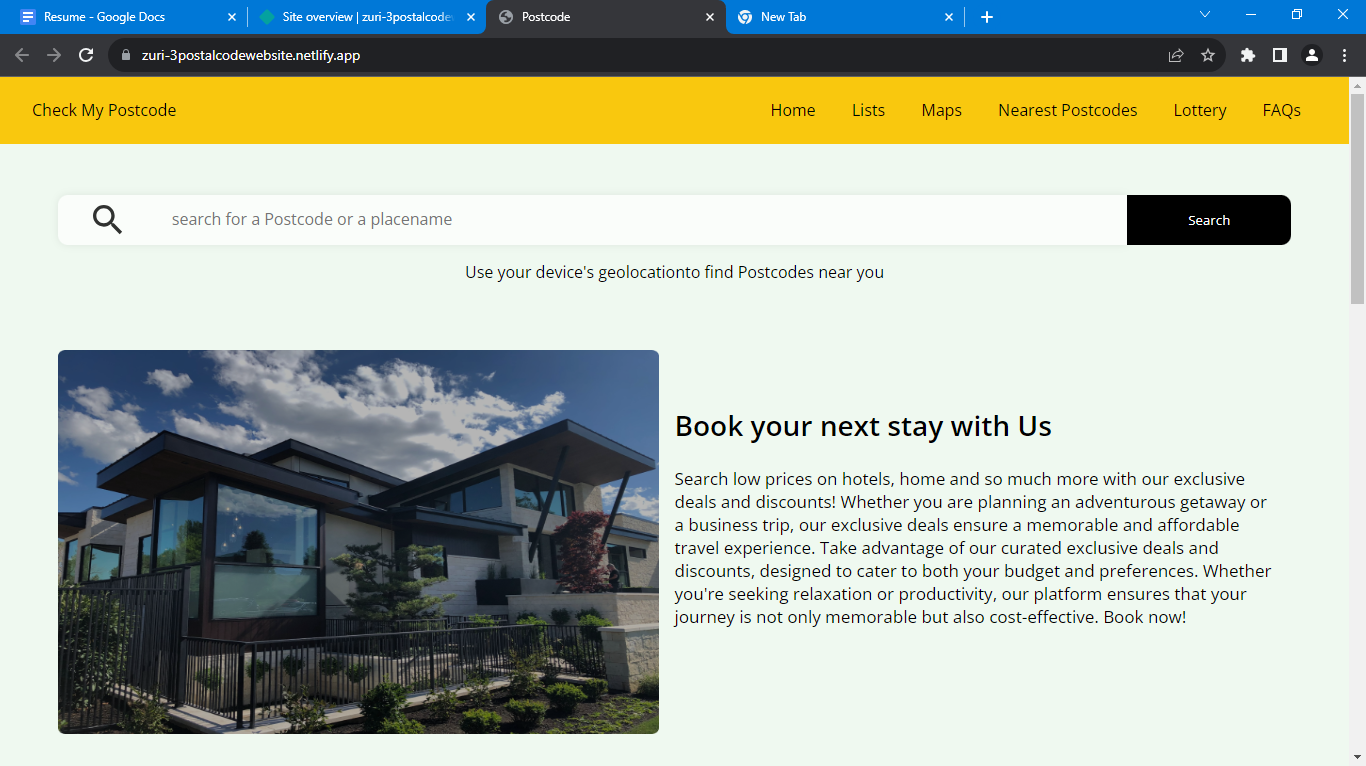 Resume - Google Docs
Site overview | zuri-3postalcodes
Postcode
New Tab
zuri-3postalcodewebsite.netlify.app
Check My Postcode
Home
Lists
Maps
Nearest Postcodes
Lottery
FAQs
search for a Postcode or a placename
Search
Use your device's geolocationto find Postcodes near you
Book your next stay with Us
Search low prices on hotels, home and so much more with our exclusive
deals and discounts! Whether you are planning an adventurous getaway or
a business trip, our exclusive deals ensure a memorable and affordable
travel experience. Take advantage of our curated exclusive deals and
discounts, designed to cater to both your budget and preferences. Whether
you're seeking relaxation or productivity, our platform ensures that your
journey is not only memorable but also cost-effective. Book now!